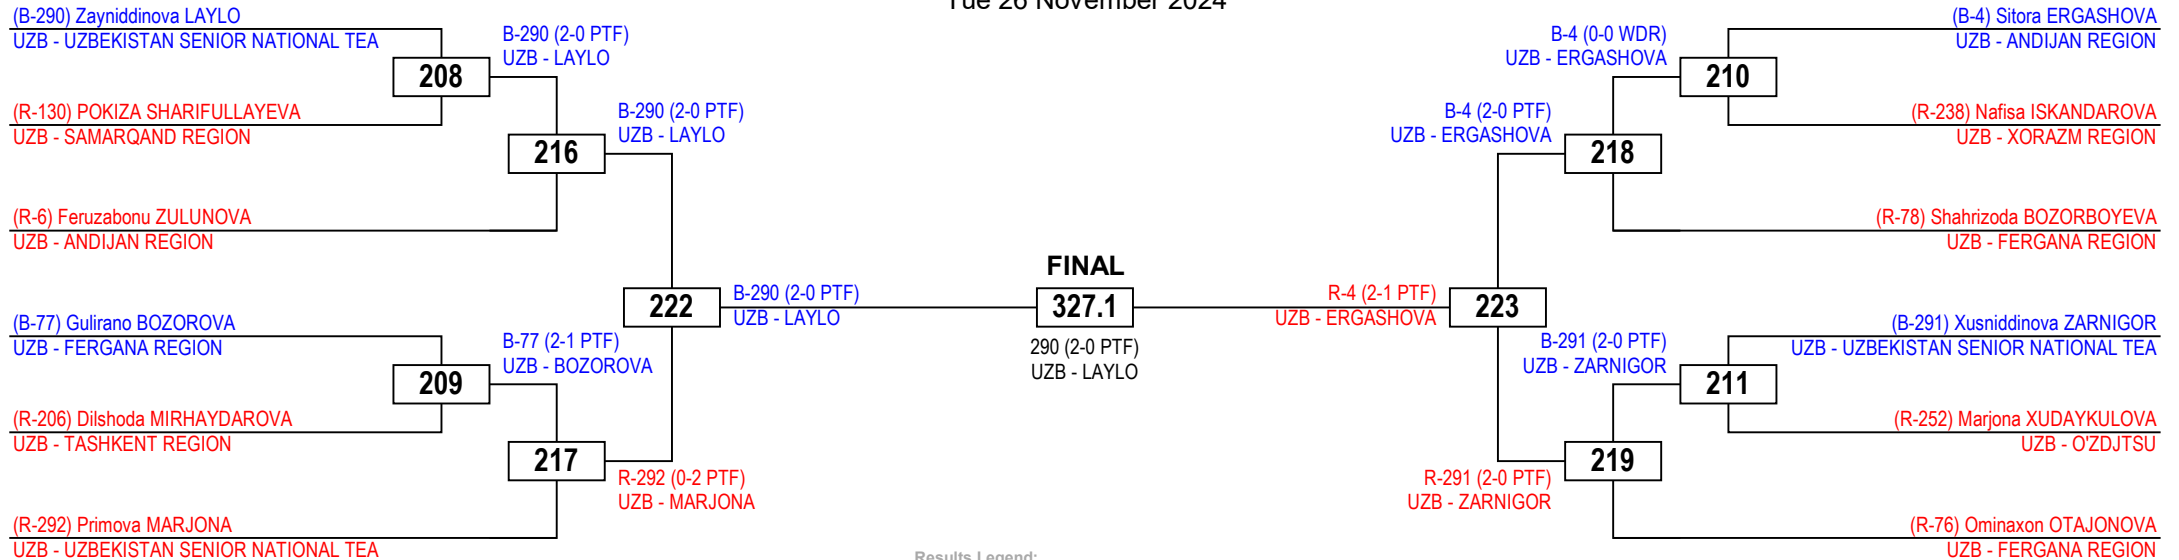 Tue 26 November 2024
(B-290) Zayniddinova LAYLO
UZB - UZBEKISTAN SENIOR NATIONAL TEA
208
(R-130) POKIZA SHARIFULLAYEVA
UZB - SAMARQAND REGION
B-290 (2-0 PTF)
UZB - LAYLO
216
(R-6) Feruzabonu ZULUNOVA
UZB - ANDIJAN REGION
B-290 (2-0 PTF)
UZB - LAYLO
(B-77) Gulirano BOZOROVA
UZB - FERGANA REGION
209
(R-206) Dilshoda MIRHAYDAROVA
UZB - TASHKENT REGION
B-77 (2-1 PTF)
UZB - BOZOROVA
217
(R-292) Primova MARJONA
UZB - UZBEKISTAN SENIOR NATIONAL TEA
R-292 (0-2 PTF)
UZB - MARJONA
222
B-290 (2-0 PTF)
UZB - LAYLO
FINAL
327.1
290 (2-0 PTF)
UZB - LAYLO
R-4 (2-1 PTF)
UZB - ERGASHOVA
223
B-4 (2-0 PTF)
UZB - ERGASHOVA
218
B-4 (0-0 WDR)
UZB - ERGASHOVA
210
(B-4) Sitora ERGASHOVA
UZB - ANDIJAN REGION
(R-238) Nafisa ISKANDAROVA
UZB - XORAZM REGION
(R-78) Shahrizoda BOZORBOYEVA
UZB - FERGANA REGION
R-291 (2-0 PTF)
UZB - ZARNIGOR
219
B-291 (2-0 PTF)
UZB - ZARNIGOR
211
(B-291) Xusniddinova ZARNIGOR
UZB - UZBEKISTAN SENIOR NATIONAL TEA
(R-252) Marjona XUDAYKULOVA
UZB - O'ZDJTSU
(R-76) Ominaxon OTAJONOVA
UZB - FERGANA REGION
Results Legend: